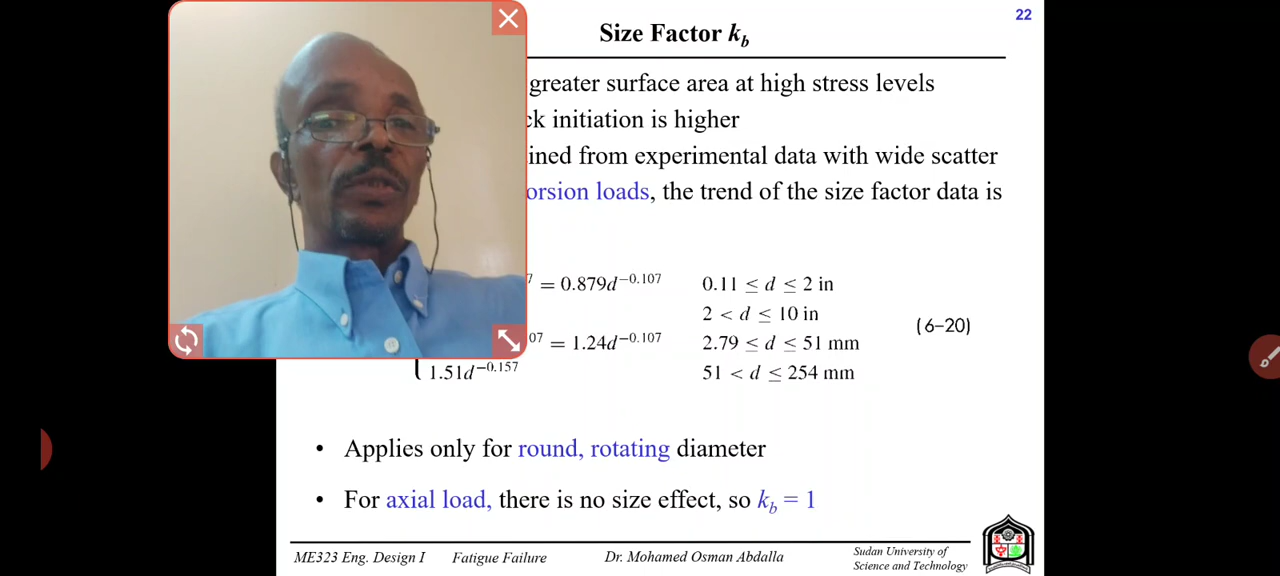 22
Size Factor k_b
greater surface area at high stress levels
ck initiation is higher
ined from experimental data with wide scatter
orsion loads, the trend of the size factor data is
7 = 0.879d^−0.107 0.11 ≤ d ≤ 2 in
2 < d ≤ 10 in
07 = 1.24d^−0.107 2.79 ≤ d ≤ 51 mm
1.51d^−0.157 51 < d ≤ 254 mm
(6–20)
• Applies only for round, rotating diameter
• For axial load, there is no size effect, so k_b = 1
ME323 Eng. Design I Fatigue Failure Dr. Mohamed Osman Abdalla Sudan University of
Science and Technology